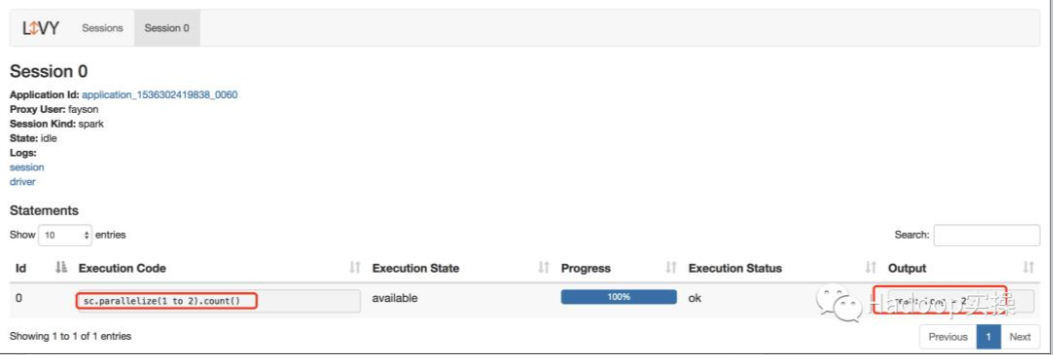 LIVY Sessions Session 0
Session 0
Application Id: application_1536302419838_0060
Proxy User: fayson
Session Kind: spark
State: idle
Logs:
session
driver
Statements
Show 10 entries Search:
Id Execution Code Execution State Progress Execution Status Output
0 sc.parallelize(1 to 2).count() available 100% ok
Hadoop实操
Showing 1 to 1 of 1 entries Previous 1 Next